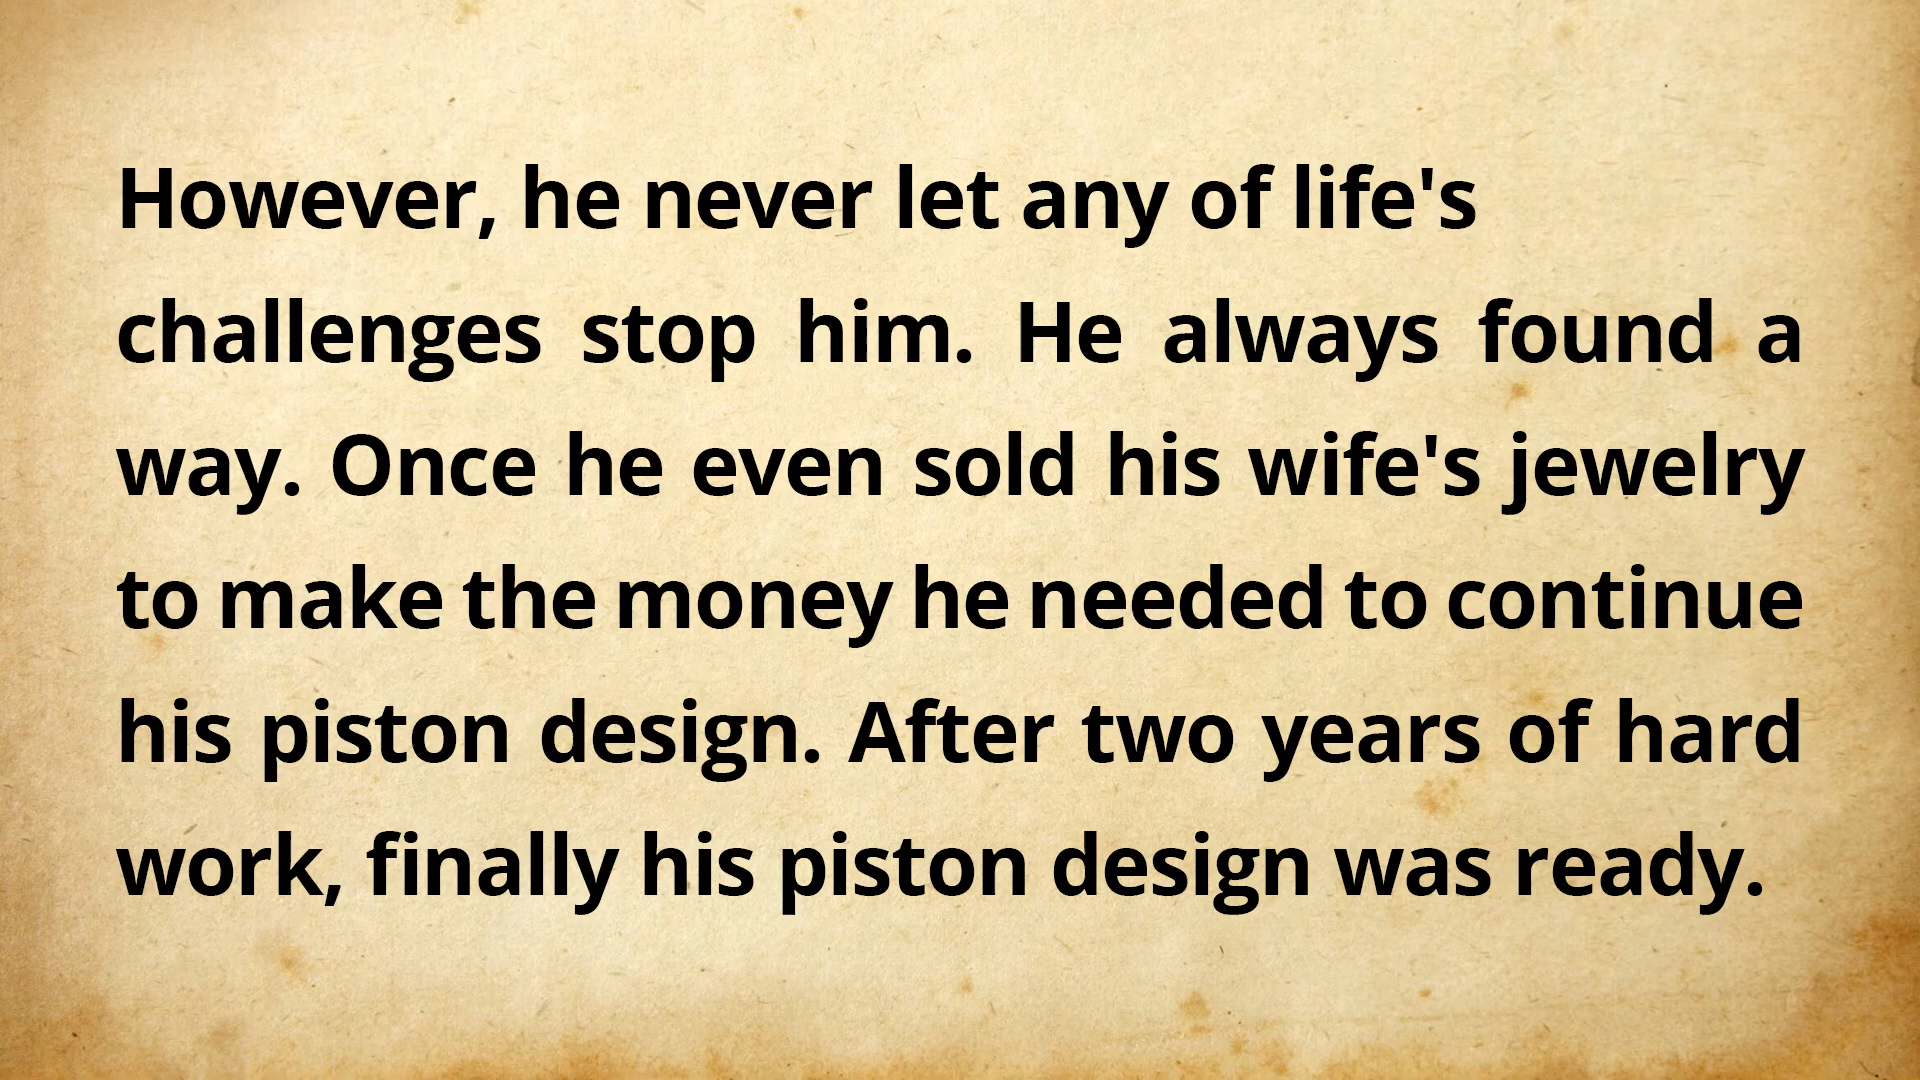 However, he never let any of life's
challenges stop him. He always found a
way. Once he even sold his wife's jewelry
to make the money he needed to continue
his piston design. After two years of hard
work, finally his piston design was ready.